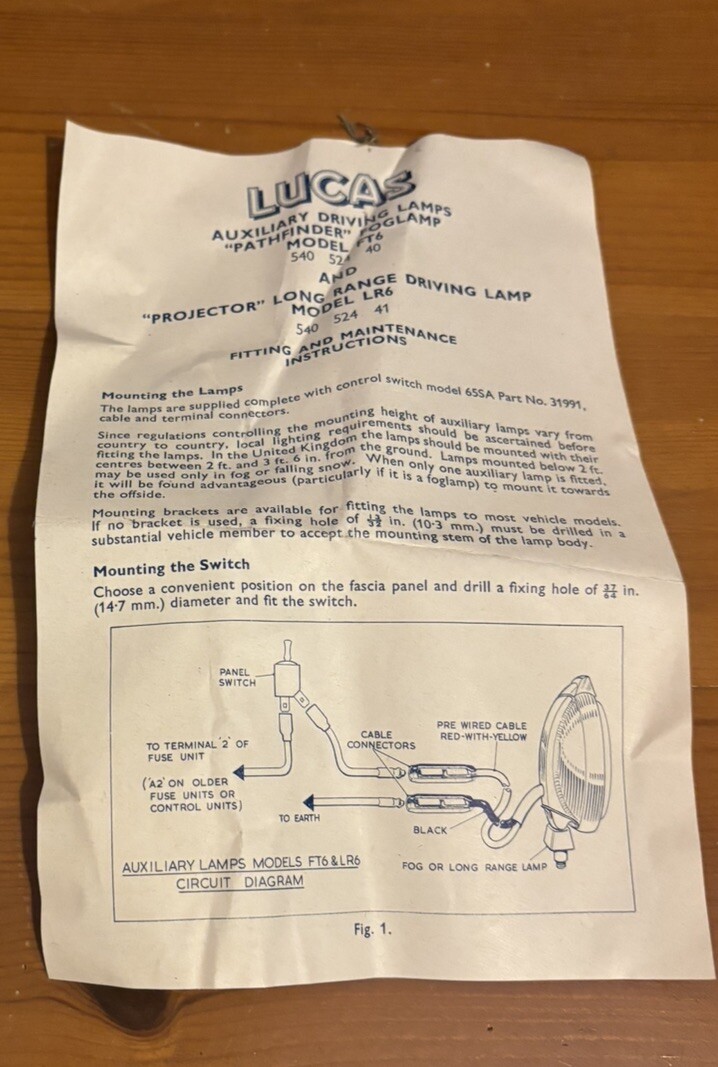 LUCAS
AUXILIARY DRIVING LAMPS
"PATHFINDER" FOGLAMP
MODEL FT6
540 524 40
AND
"PROJECTOR" LONG RANGE DRIVING LAMP
MODEL LR6
540 524 41
FITTING AND MAINTENANCE
INSTRUCTIONS
Mounting the Lamps
The lamps are supplied complete with control switch model 65SA Part No. 31991,
cable and terminal connectors.
Since regulations controlling the mounting height of auxiliary lamps vary from
country to country, local lighting requirements should be ascertained before
fitting the lamps. In the United Kingdom the lamps should be mounted with their
centres between 2 ft. and 3 ft. 6 in. from the ground. Lamps mounted below 2 ft.
may be used only in fog or falling snow. When only one auxiliary lamp is fitted,
it will be found advantageous (particularly if it is a foglamp) to mount it towards
the offside.
Mounting brackets are available for fitting the lamps to most vehicle models.
If no bracket is used, a fixing hole of 13/32 in. (10·3 mm.) must be drilled in a
substantial vehicle member to accept the mounting stem of the lamp body.
Mounting the Switch
Choose a convenient position on the fascia panel and drill a fixing hole of 37/64 in.
(14·7 mm.) diameter and fit the switch.
PANEL
SWITCH
TO TERMINAL '2' OF
FUSE UNIT
('A2' ON OLDER
FUSE UNITS OR
CONTROL UNITS)
CABLE
CONNECTORS
PRE WIRED CABLE
RED-WITH-YELLOW
TO EARTH
BLACK
FOG OR LONG RANGE LAMP
AUXILIARY LAMPS MODELS FT6 & LR6
CIRCUIT DIAGRAM
Fig. 1.